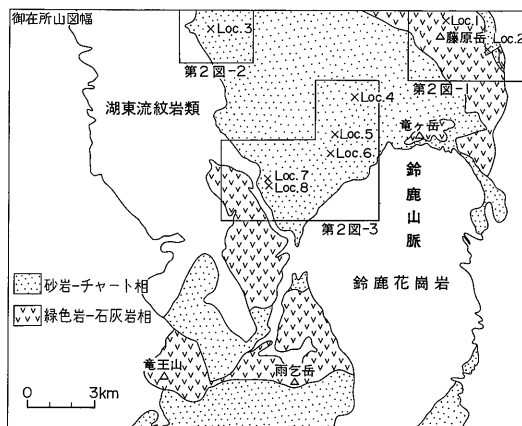 御在所山図幅
×Loc.3
×Loc.1
△藤原岳
×Loc.2
第2図-2
第2図-1
湖東流紋岩類
×Loc.4
竜ヶ岳
×Loc.5
×Loc.6
×Loc.7
×Loc.8
第2図-3
鈴鹿山脈
鈴鹿花崗岩
砂岩-チャート相
緑色岩-石灰岩相
竜王山
雨乞岳
0 3km